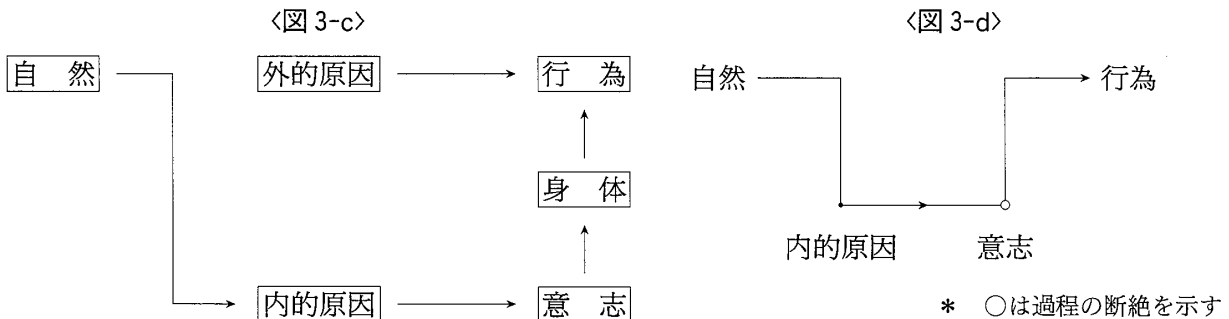 〈図 3-c〉
自 然
外的原因
行 為
身 体
内的原因
意 志
〈図 3-d〉
自然
行為
内的原因
意志
* ○は過程の断絶を示す